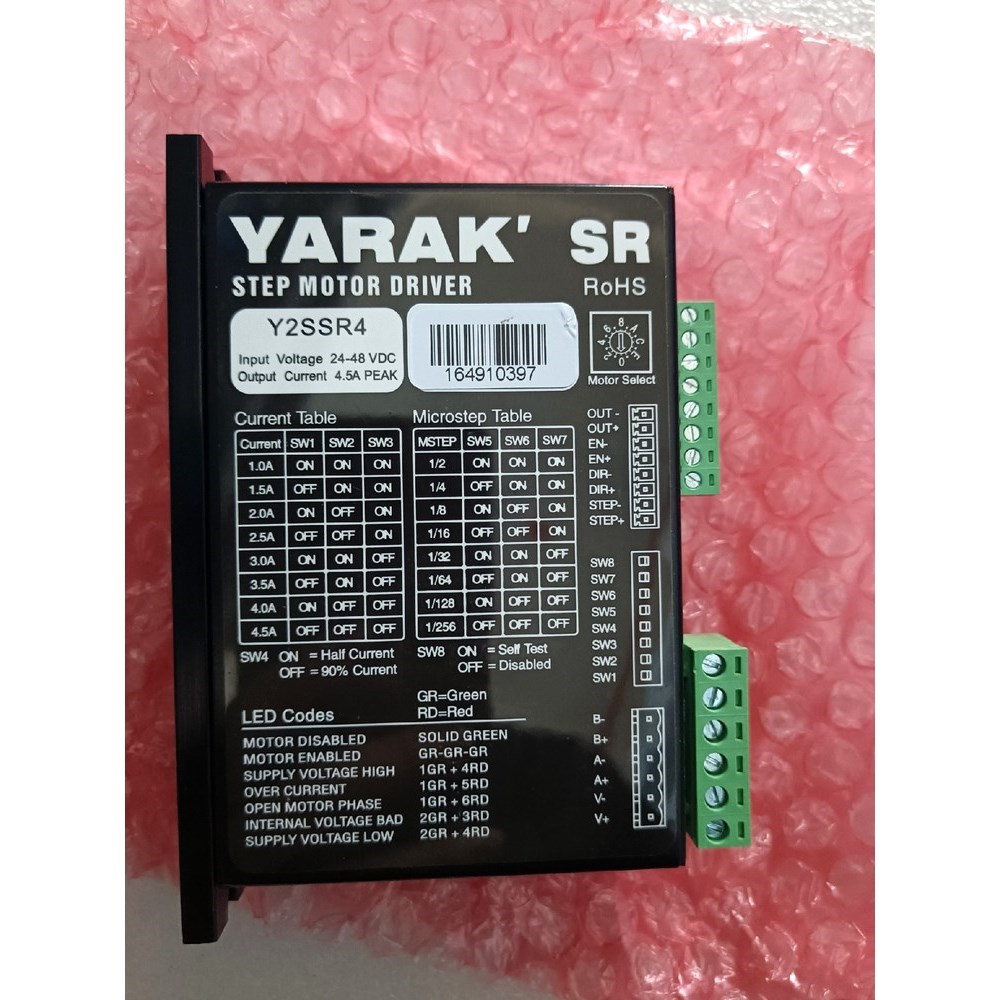 YARAK' SR
STEP MOTOR DRIVER RoHS
Y2SSR4
Input Voltage 24-48 VDC
Output Current 4.5A PEAK
164910397
Motor Select
Current Table
Current SW1 SW2 SW3
1.0A ON ON ON
1.5A OFF ON ON
2.0A ON OFF ON
2.5A OFF OFF ON
3.0A ON ON OFF
3.5A OFF ON OFF
4.0A ON OFF OFF
4.5A OFF OFF OFF
SW4 ON = Half Current
OFF = 90% Current
Microstep Table
MSTEP SW5 SW6 SW7
1/2 ON ON ON
1/4 OFF ON ON
1/8 ON OFF ON
1/16 OFF OFF ON
1/32 ON ON OFF
1/64 OFF ON OFF
1/128 ON OFF OFF
1/256 OFF OFF OFF
SW8 ON = Self Test
OFF = Disabled
GR=Green
RD=Red
LED Codes
MOTOR DISABLED SOLID GREEN
MOTOR ENABLED GR-GR-GR
SUPPLY VOLTAGE HIGH 1GR + 4RD
OVER CURRENT 1GR + 5RD
OPEN MOTOR PHASE 1GR + 6RD
INTERNAL VOLTAGE BAD 2GR + 3RD
SUPPLY VOLTAGE LOW 2GR + 4RD
OUT -
OUT+
EN-
EN+
DIR-
DIR+
STEP-
STEP+
SW8
SW7
SW6
SW5
SW4
SW3
SW2
SW1
B-
B+
A-
A+
V-
V+